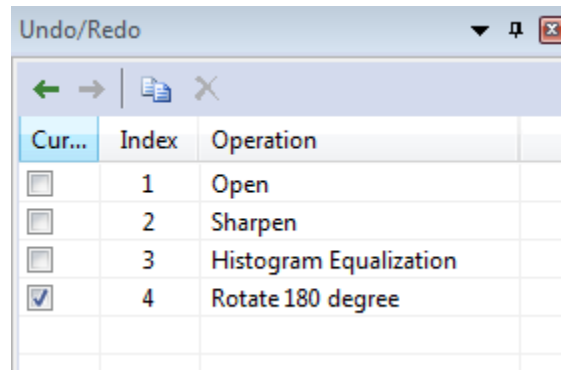 Undo/Redo
Cur... Index Operation
1 Open
2 Sharpen
3 Histogram Equalization
4 Rotate 180 degree